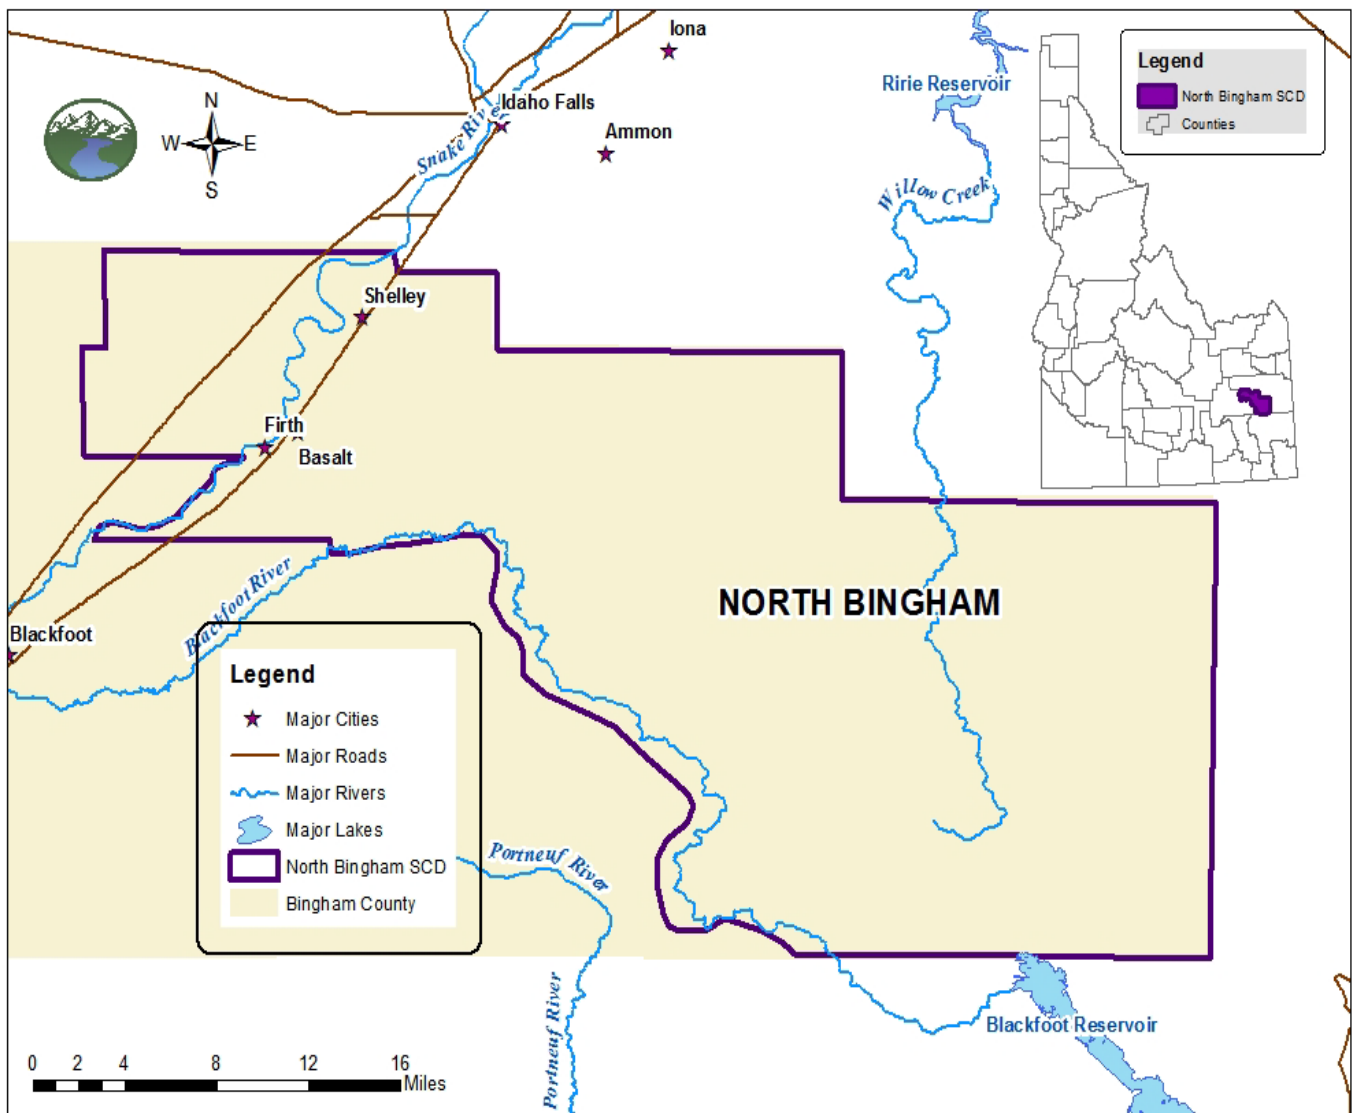 Iona
Ririe Reservoir
Legend
North Bingham SCD
Counties
N
W E
S
Idaho Falls
Ammon
Snake River
Willow Creek
Shelley
Firth
Basalt
Blackfoot River
NORTH BINGHAM
Blackfoot
Legend
Major Cities
Major Roads
Major Rivers
Major Lakes
North Bingham SCD
Bingham County
Portneuf River
Portneuf River
Blackfoot Reservoir
0 2 4 8 12 16
Miles